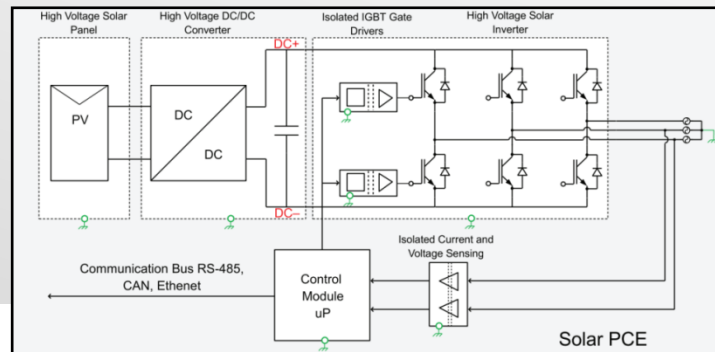 High Voltage Solar
Panel
High Voltage DC/DC
Converter
Isolated IGBT Gate
Drivers
High Voltage Solar
Inverter
DC+
PV
DC
DC
DC–
Isolated Current and
Voltage Sensing
Communication Bus RS-485,
CAN, Ethenet
Control
Module
uP
Solar PCE